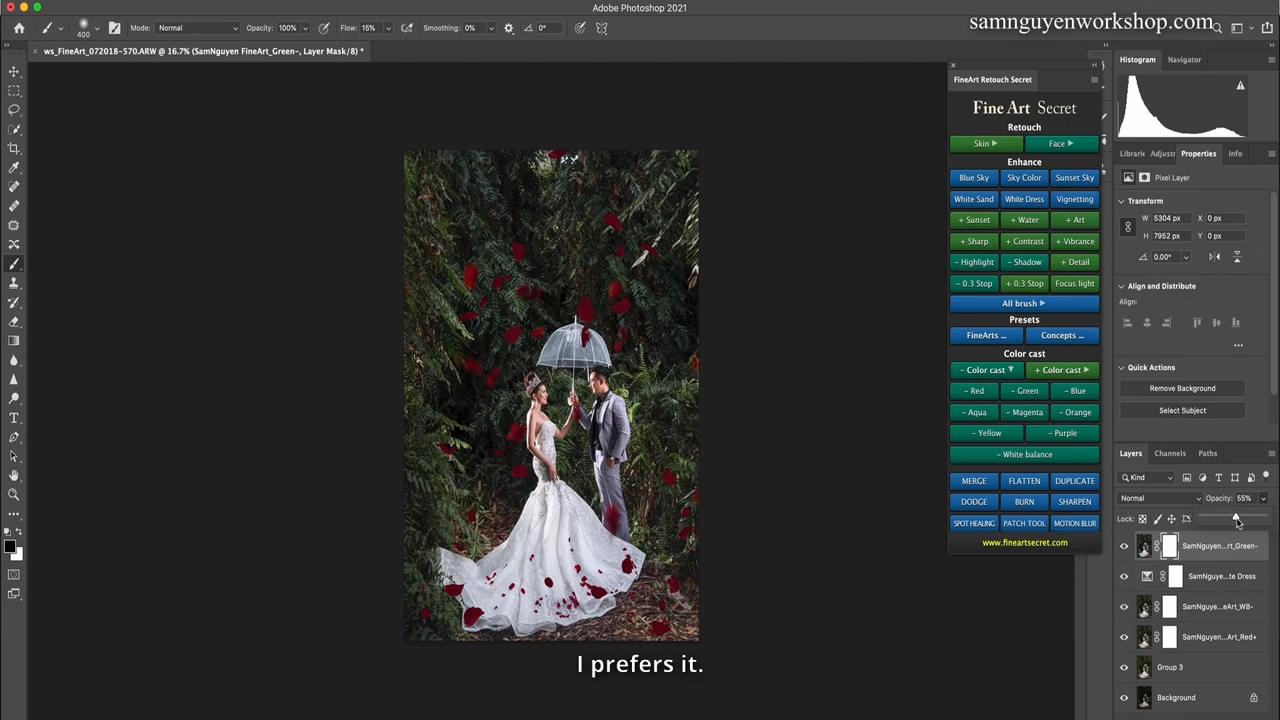 Adobe Photoshop 2021
samnguyenworkshop.com
400
Mode: Normal
Opacity: 100%
Flow: 15%
Smoothing: 0%
0°
× ws_FineArt_072018-570.ARW @ 16.7% (SamNguyen FineArt_Green-, Layer Mask/8) *
FineArt Retouch Secret
Fine Art Secret
Retouch
Skin
Face
Enhance
Blue Sky
Sky Color
Sunset Sky
White Sand
White Dress
Vignetting
+ Sunset
+ Water
+ Art
+ Sharp
+ Contrast
+ Vibrance
- Highlight
- Shadow
+ Detail
- 0.3 Stop
+ 0.3 Stop
Focus light
All brush
Presets
FineArts ...
Concepts ...
Color cast
- Color cast
+ Color cast
- Red
- Green
- Blue
- Aqua
- Magenta
- Orange
- Yellow
- Purple
- White balance
MERGE
FLATTEN
DUPLICATE
DODGE
BURN
SHARPEN
SPOT HEALING
PATCH TOOL
MOTION BLUR
www.fineartsecret.com
Histogram
Navigator
Librarie
Adjustr
Properties
Info
Pixel Layer
Transform
W 5304 px
X 0 px
H 7952 px
Y 0 px
0.00°
Align and Distribute
Align:
Quick Actions
Remove Background
Select Subject
Layers
Channels
Paths
Kind
Normal
Opacity: 55%
Lock:
SamNguyen...rt_Green-
SamNguye...te Dress
SamNguye...eArt_WB-
SamNguyen...Art_Red+
Group 3
Background
I prefers it.